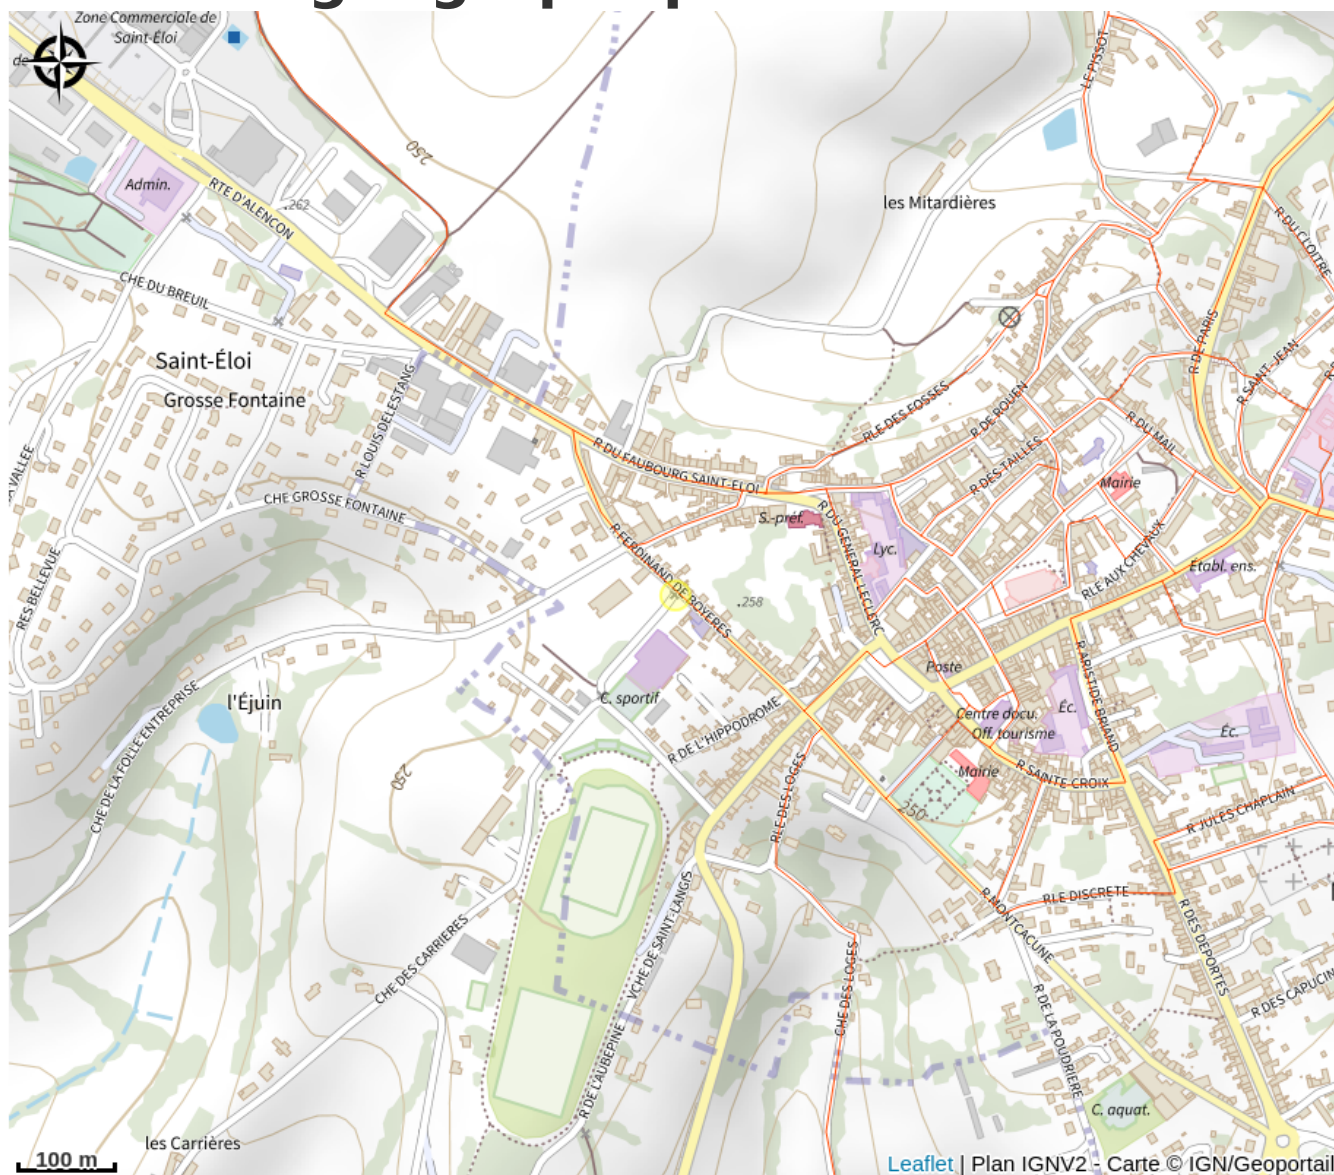 Zone Commerciale de
Saint-Éloi
de
LE PISSOT
250
Admin.
RTE D'ALENCON
262
les Mitardières
R DU CLOITRE
CHE DU BREUIL
R DE PARIS
Saint-Éloi
Grosse Fontaine
R SAINT-JEAN
R LOUIS DELESTANG
RLE DES FOSSES
R DE ROUEN
R DU MAIL
R DU FAUBOURG SAINT-ELOI
R DES TAILLES
Mairie
A VALLEE
CHE GROSSE FONTAINE
S.-préf.
R DU GENERAL LECLERC
Lyc.
R FERDINAND DE BOYERES
RLE AUX CHEVAUX
Établ. ens.
RES BELLEVUE
258
Poste
R ARISTIDE BRIAND
l'Éjuin
C. sportif
Centre docu.
Off. tourisme
Éc.
Éc.
R DE L'HIPPODROME
CHE DE LA FOLLE ENTREPRISE
250
Mairie
R SAINTE CROIX
RLE DES LOGES
250
R JULES CHAPLAIN
R MONTCACUNE
RLE DISCRETE
R DES DEPORTES
VCHE DE SAINT-LANGIS
CHE DES CARRIERES
CHE DES LOGES
R DE LA POUDRIERE
R DES CAPUCIN
R DE L'AUBEPINE
C. aquat.
les Carrières
100 m
Leaflet | Plan IGNV2 - Carte © IGN/Geoportail